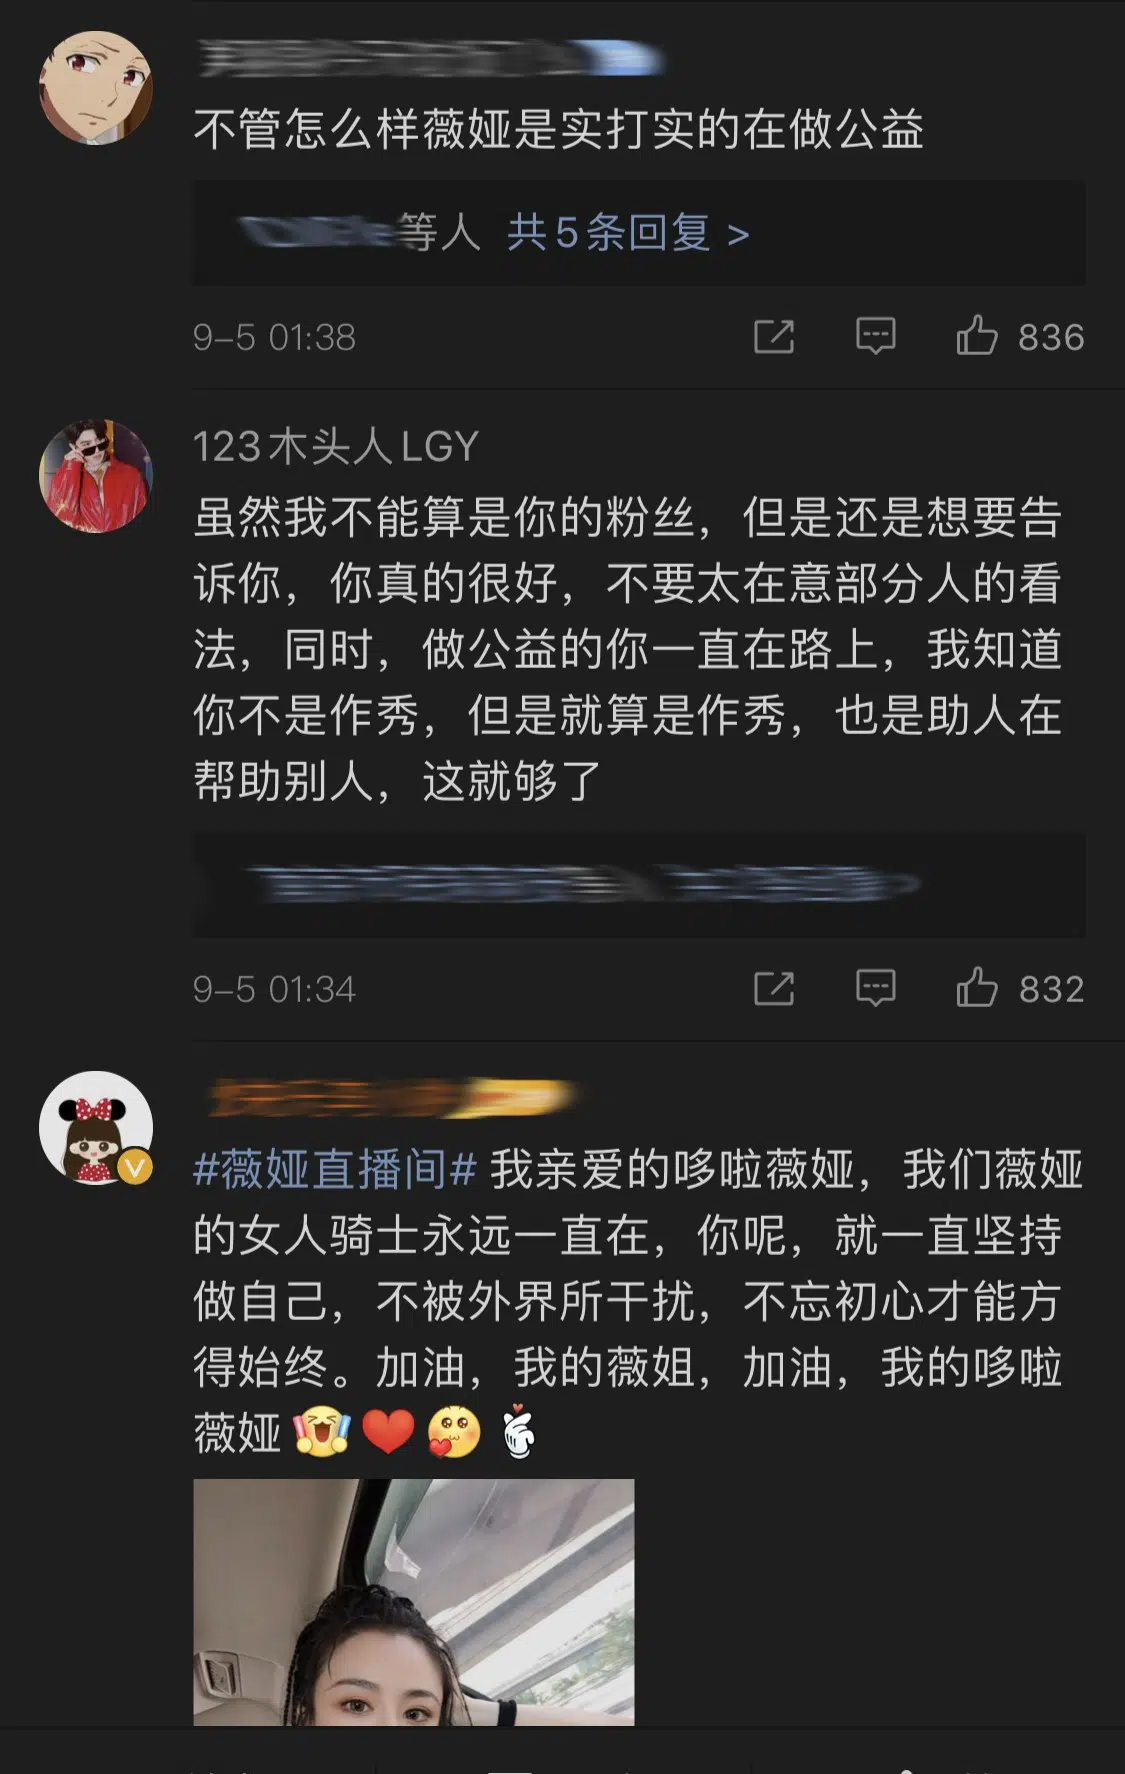 不管怎么样薇娅是实打实的在做公益
等人 共5条回复 >
9-5 01:38 836
123木头人LGY
虽然我不能算是你的粉丝，但是还是想要告
诉你，你真的很好，不要太在意部分人的看
法，同时，做公益的你一直在路上，我知道
你不是作秀，但是就算是作秀，也是助人在
帮助别人，这就够了
9-5 01:34 832
#薇娅直播间# 我亲爱的哆啦薇娅，我们薇娅
的女人骑士永远一直在，你呢，就一直坚持
做自己，不被外界所干扰，不忘初心才能方
得始终。加油，我的薇姐，加油，我的哆啦
薇娅